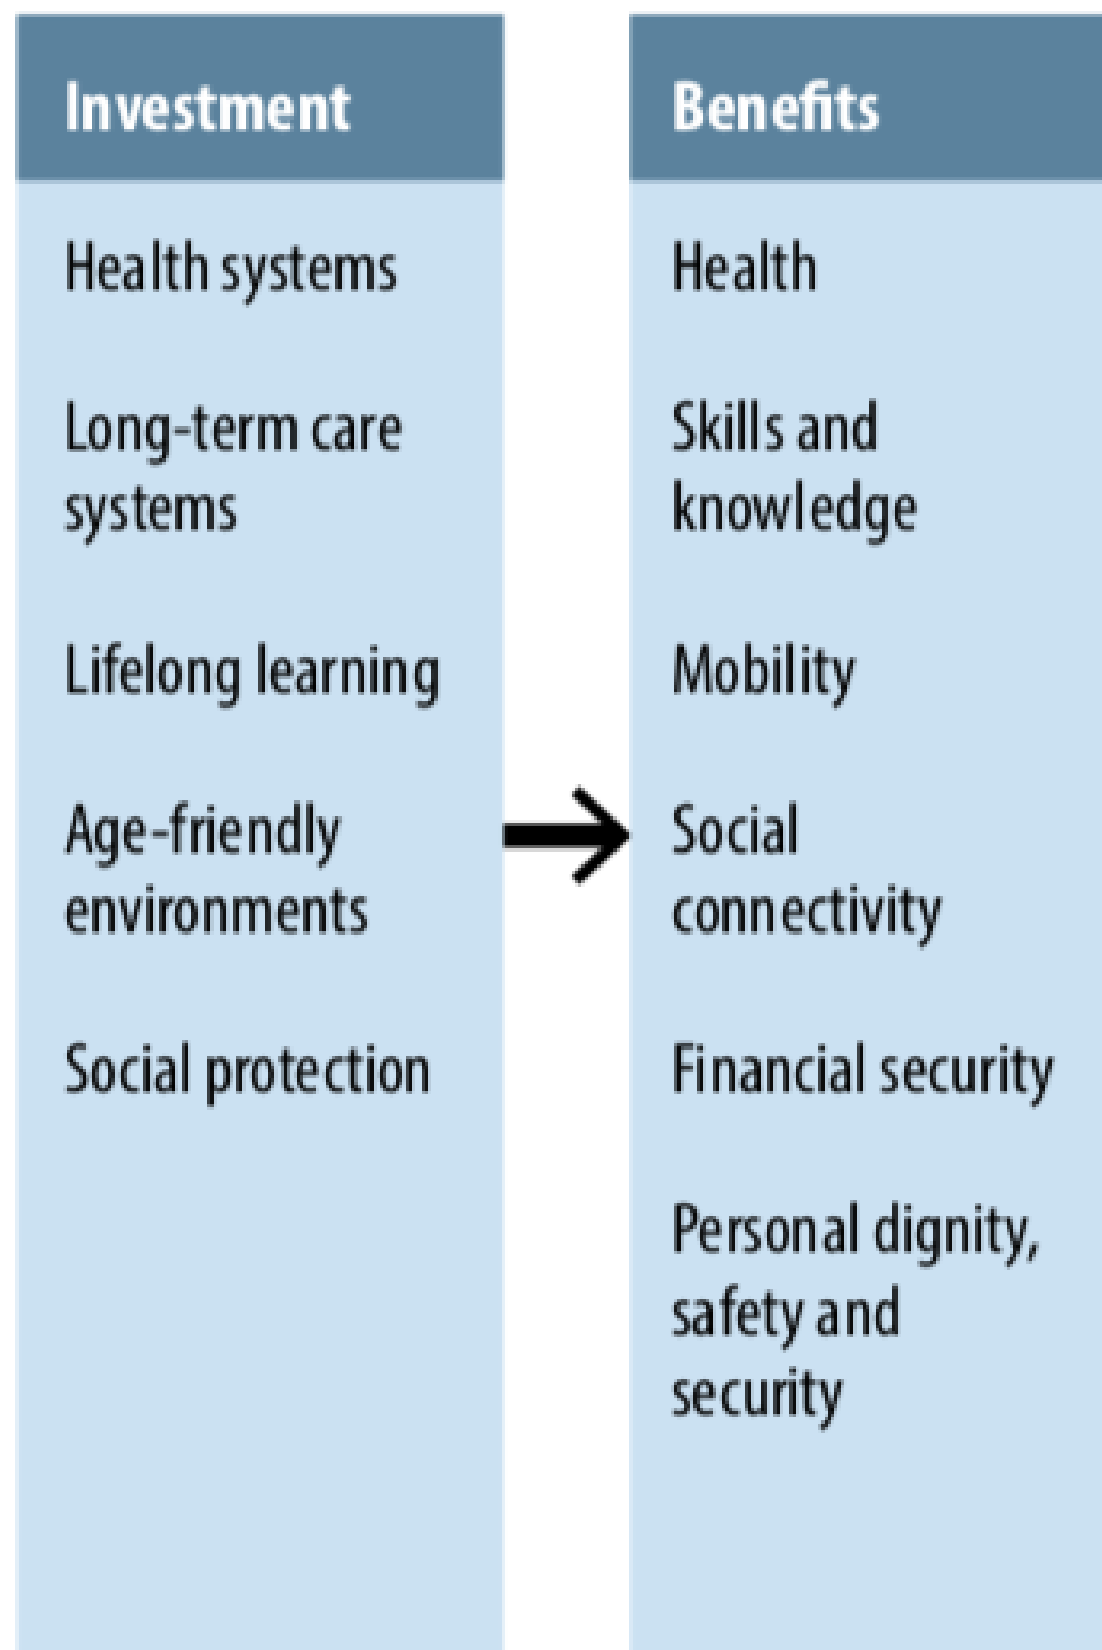 Investment
Health systems
Long-term care
systems
Lifelong learning
Age-friendly
environments
Social protection
Benefits
Health
Skills and
knowledge
Mobility
Social
connectivity
Financial security
Personal dignity,
safety and
security